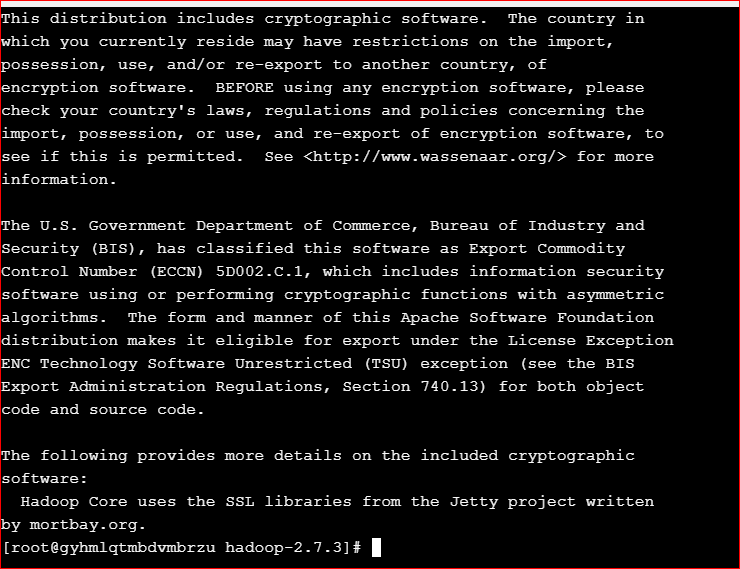 This distribution includes cryptographic software.  The country in
which you currently reside may have restrictions on the import,
possession, use, and/or re-export to another country, of
encryption software.  BEFORE using any encryption software, please
check your country's laws, regulations and policies concerning the
import, possession, or use, and re-export of encryption software, to
see if this is permitted.  See <http://www.wassenaar.org/> for more
information.

The U.S. Government Department of Commerce, Bureau of Industry and
Security (BIS), has classified this software as Export Commodity
Control Number (ECCN) 5D002.C.1, which includes information security
software using or performing cryptographic functions with asymmetric
algorithms.  The form and manner of this Apache Software Foundation
distribution makes it eligible for export under the License Exception
ENC Technology Software Unrestricted (TSU) exception (see the BIS
Export Administration Regulations, Section 740.13) for both object
code and source code.

The following provides more details on the included cryptographic
software:
  Hadoop Core uses the SSL libraries from the Jetty project written
by mortbay.org.
[root@gyhmlqtmbdvmbrzu hadoop-2.7.3]#